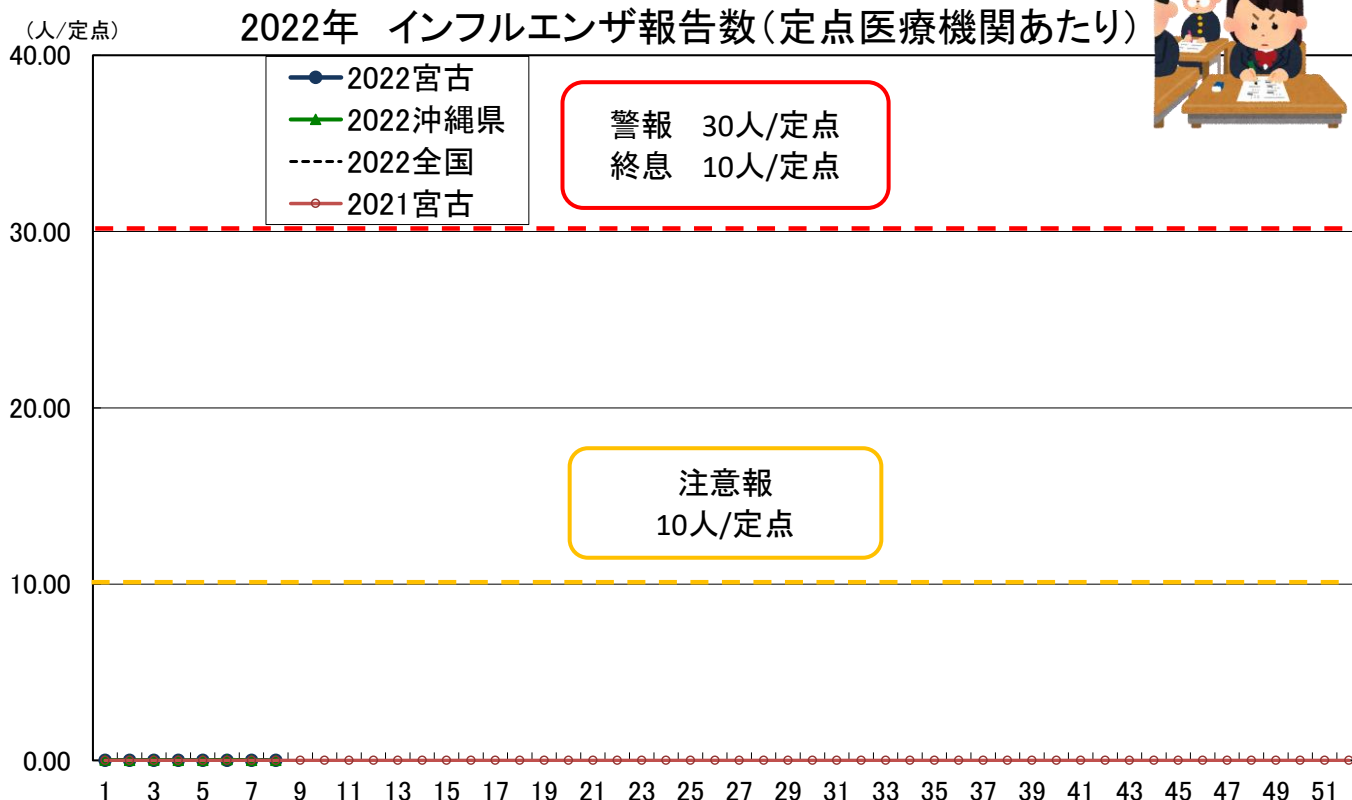 2022年　インフルエンザ報告数（定点医療機関あたり）
（人/定点）
40.00
30.00
20.00
10.00
0.00
2022宮古
2022沖縄県
2022全国
2021宮古
警報　30人/定点
終息　10人/定点
注意報
10人/定点
1 3 5 7 9 11 13 15 17 19 21 23 25 27 29 31 33 35 37 39 41 43 45 47 49 51